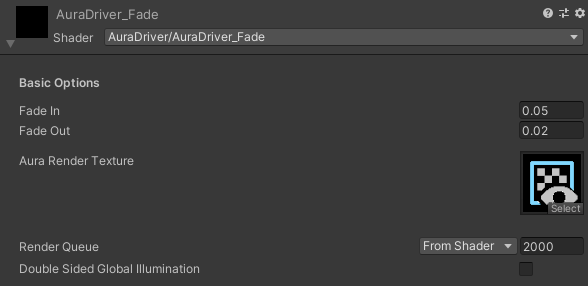 AuraDriver_Fade
Shader AuraDriver/AuraDriver_Fade
Basic Options
Fade In 0.05
Fade Out 0.02
Aura Render Texture
Select
Render Queue From Shader 2000
Double Sided Global Illumination